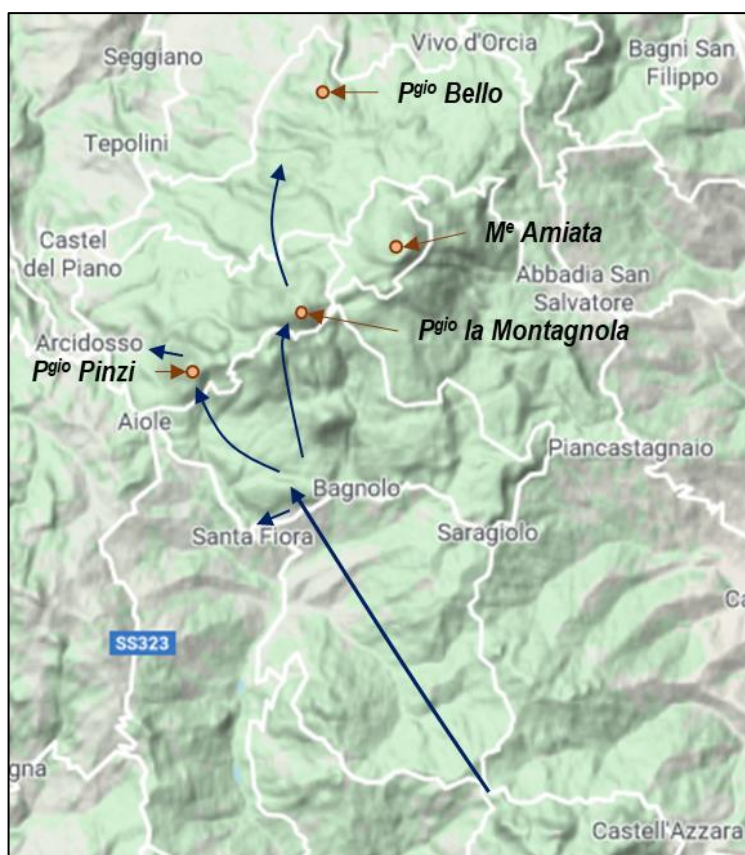 Seggiano
Vivo d'Orcia
Bagni San
Filippo
Pgio Bello
Tepolini
Castel
del Piano
Me Amiata
Abbadia San
Salvatore
Arcidosso
Pgio la Montagnola
Pgio Pinzi
Aiole
Piancastagnaio
Bagnolo
Santa Fiora
Saragiolo
Ca
SS323
gna
Castell'Azzara